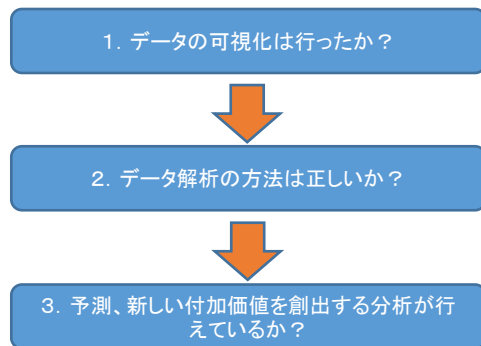 １．データの可視化は行ったか？
２．データ解析の方法は正しいか？
３．予測、新しい付加価値を創出する分析が行
えているか？